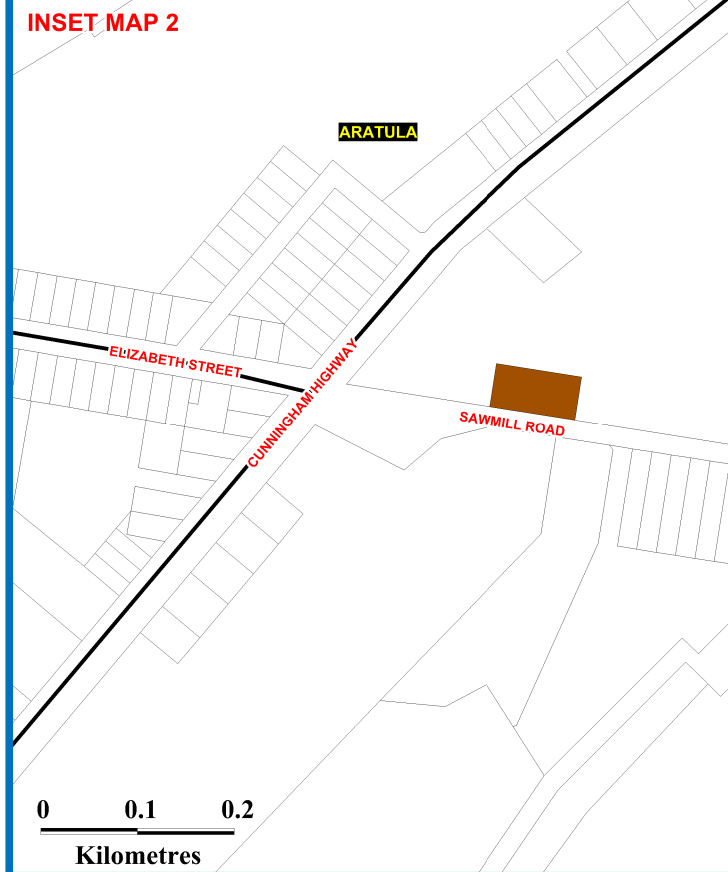 INSET MAP 2
ARATULA
ELIZABETH STREET
CUNNINGHAM HIGHWAY
SAWMILL ROAD
0 0.1 0.2
Kilometres